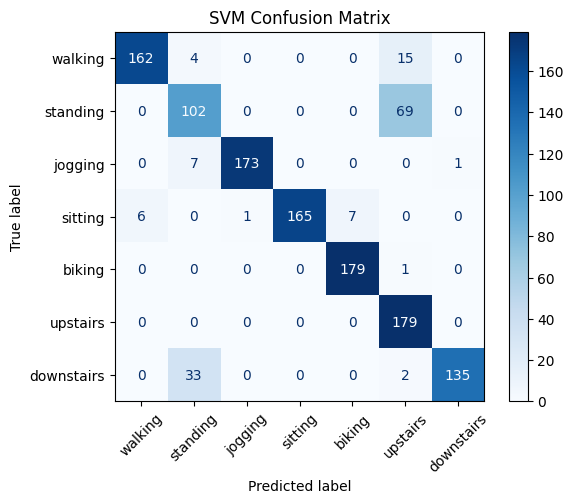 SVM Confusion Matrix
True label
walking 162 4 0 0 0 15 0
standing 0 102 0 0 0 69 0
jogging 0 7 173 0 0 0 1
sitting 6 0 1 165 7 0 0
biking 0 0 0 0 179 1 0
upstairs 0 0 0 0 0 179 0
downstairs 0 33 0 0 0 2 135
walking standing jogging sitting biking upstairs downstairs
Predicted label
160
140
120
100
80
60
40
20
0